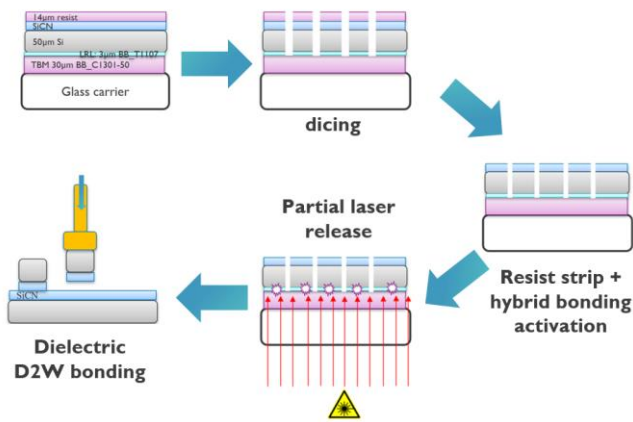 14µm resist
SiCN
50µm Si
LRL: 3µm BB_T1107
TBM 30µm BB_C1301-50
Glass carrier
dicing
Resist strip +
hybrid bonding
activation
Partial laser
release
SiCN
Dielectric
D2W bonding